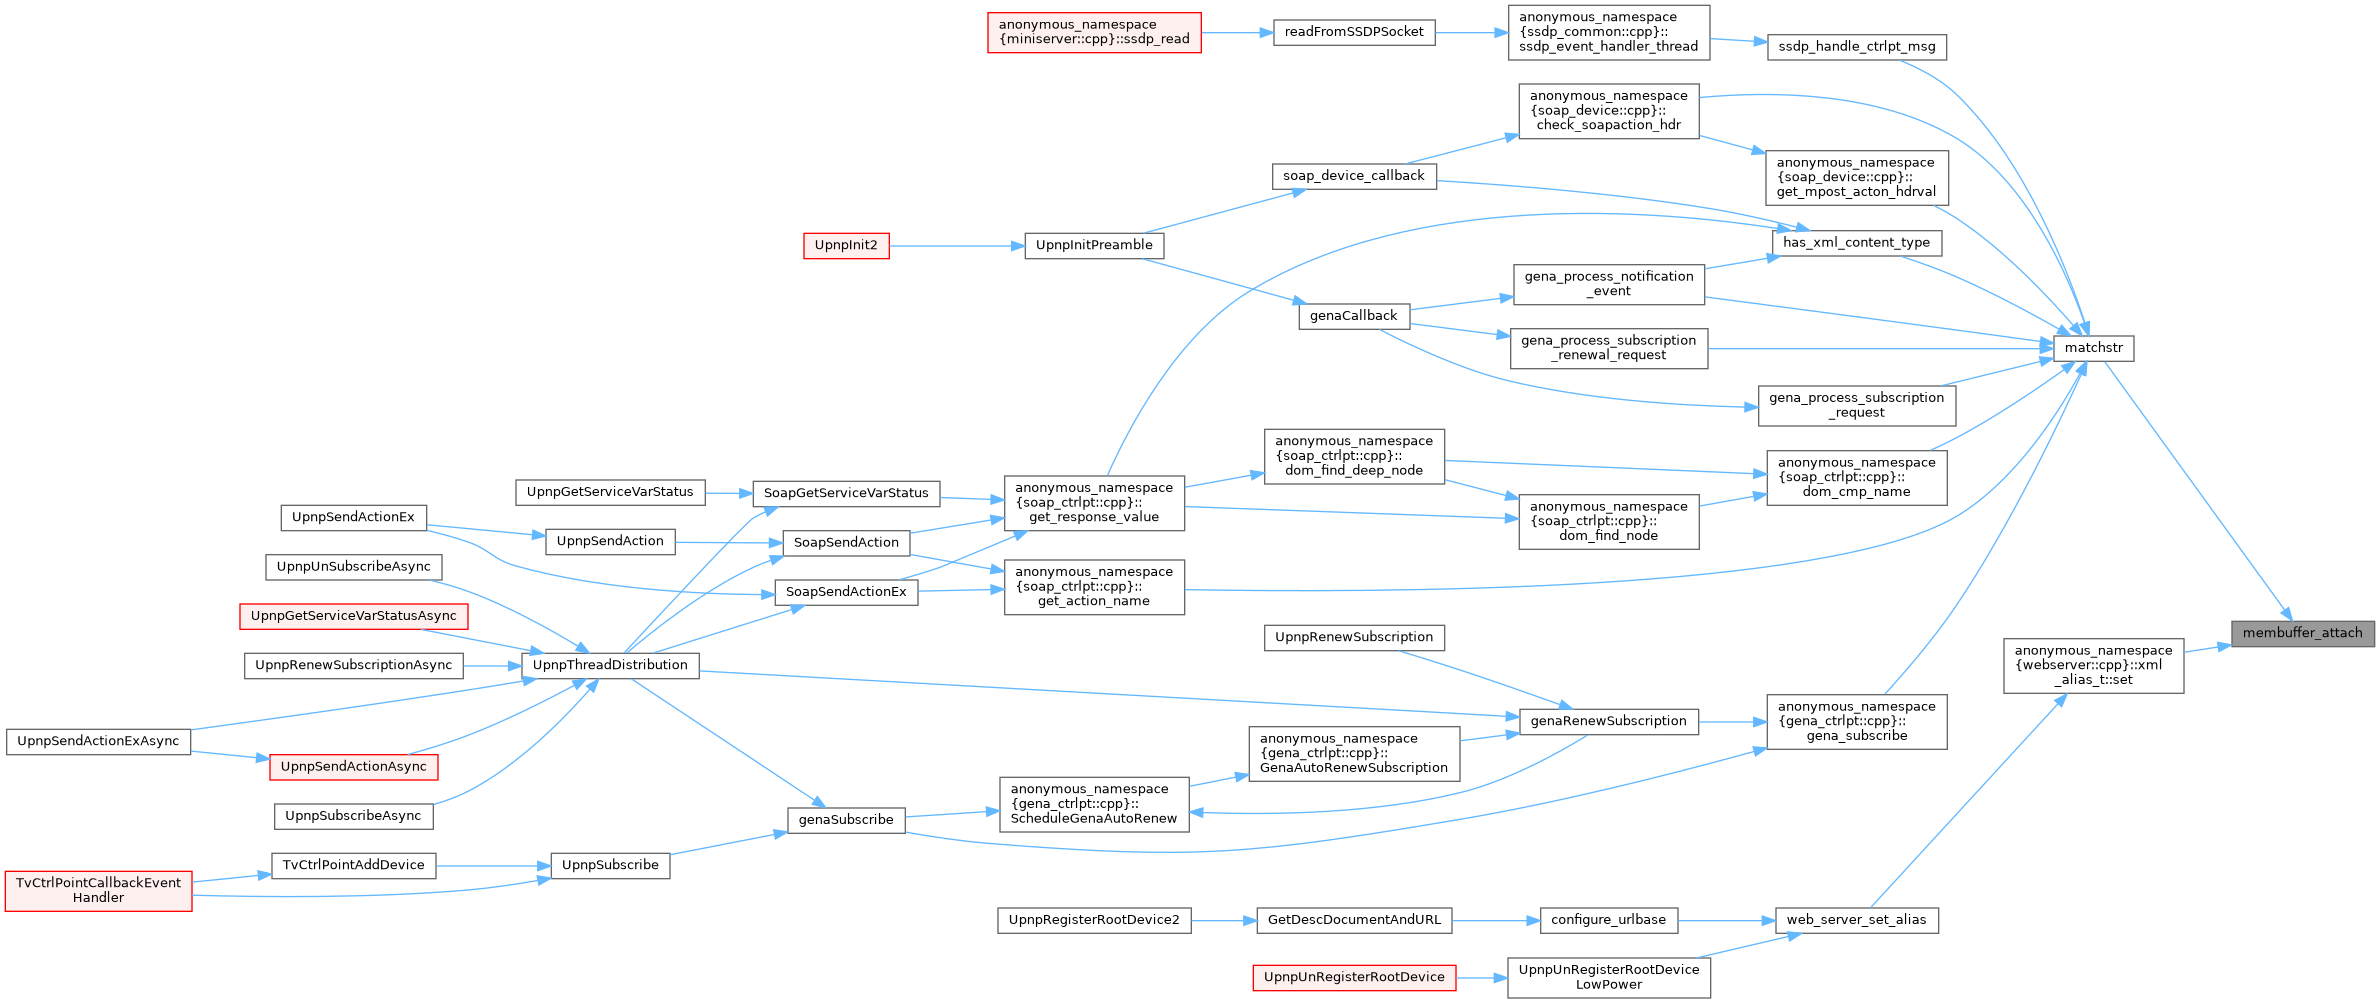 anonymous_namespace
{miniserver::cpp}::ssdp_read
readFromSSDPSocket
anonymous_namespace
{ssdp_common::cpp}::
ssdp_event_handler_thread
ssdp_handle_ctrlpt_msg
anonymous_namespace
{soap_device::cpp}::
check_soapaction_hdr
soap_device_callback
anonymous_namespace
{soap_device::cpp}::
get_mpost_acton_hdrval
UpnpInit2
UpnpInitPreamble
has_xml_content_type
gena_process_notification
_event
genaCallback
gena_process_subscription
_renewal_request
matchstr
gena_process_subscription
_request
anonymous_namespace
{soap_ctrlpt::cpp}::
dom_find_deep_node
anonymous_namespace
{soap_ctrlpt::cpp}::
dom_cmp_name
UpnpGetServiceVarStatus
SoapGetServiceVarStatus
anonymous_namespace
{soap_ctrlpt::cpp}::
get_response_value
anonymous_namespace
{soap_ctrlpt::cpp}::
dom_find_node
UpnpSendActionEx
UpnpSendAction
SoapSendAction
UpnpUnSubscribeAsync
SoapSendActionEx
anonymous_namespace
{soap_ctrlpt::cpp}::
get_action_name
UpnpGetServiceVarStatusAsync
UpnpRenewSubscription
membuffer_attach
UpnpRenewSubscriptionAsync
UpnpThreadDistribution
anonymous_namespace
{webserver::cpp}::xml
_alias_t::set
UpnpSendActionExAsync
UpnpSendActionAsync
anonymous_namespace
{gena_ctrlpt::cpp}::
GenaAutoRenewSubscription
genaRenewSubscription
anonymous_namespace
{gena_ctrlpt::cpp}::
gena_subscribe
UpnpSubscribeAsync
genaSubscribe
anonymous_namespace
{gena_ctrlpt::cpp}::
ScheduleGenaAutoRenew
TvCtrlPointCallbackEvent
Handler
TvCtrlPointAddDevice
UpnpSubscribe
UpnpRegisterRootDevice2
GetDescDocumentAndURL
configure_urlbase
web_server_set_alias
UpnpUnRegisterRootDevice
UpnpUnRegisterRootDevice
LowPower